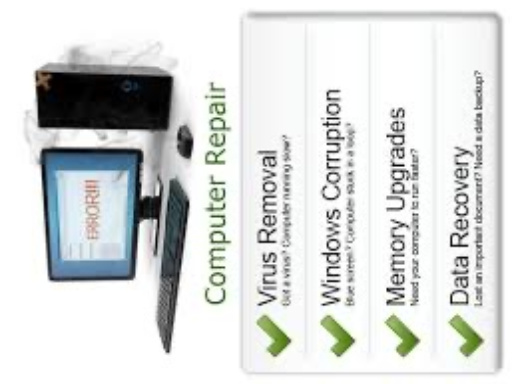 ERROR!!!
Computer Repair
Virus Removal
Got a virus? Computer running slow?
Windows Corruption
Blue screen? Computer stuck in a loop?
Memory Upgrades
Need your computer to run faster?
Data Recovery
Lost an important document? Need a data backup?